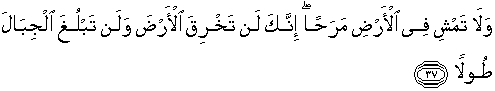 وَلَا تَمْشِ فِى ٱلْأَرْضِ مَرَحًا ۖ إِنَّكَ لَن تَخْرِقَ ٱلْأَرْضَ وَلَن تَبْلُغَ ٱلْجِبَالَ
طُولًا ٣٧